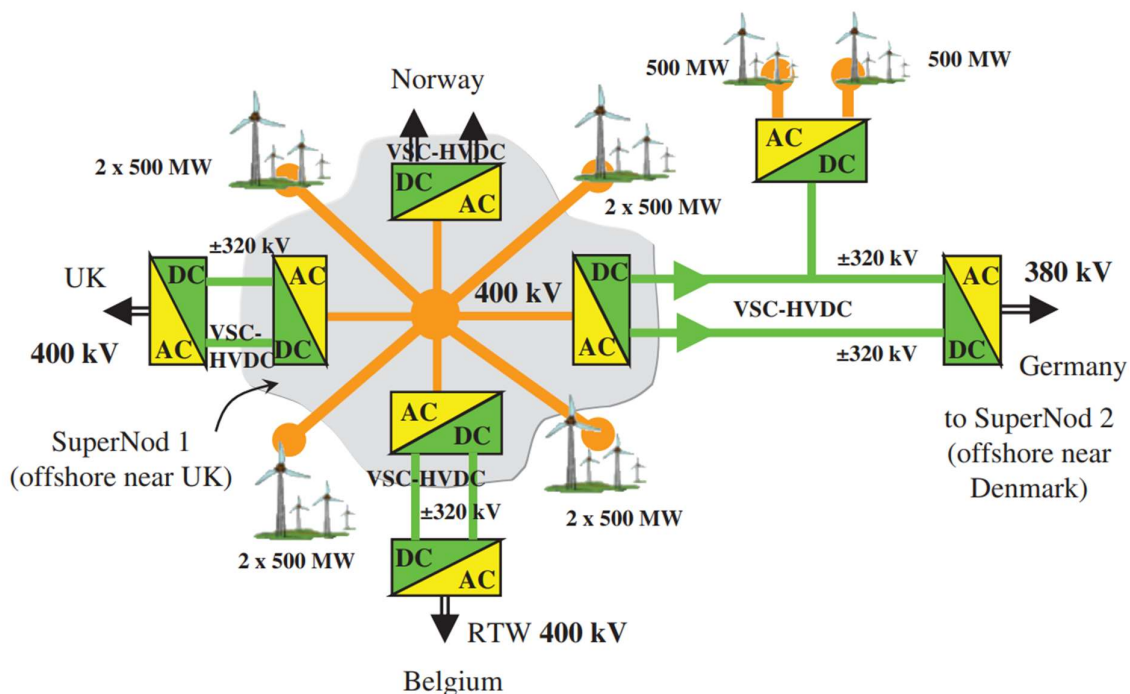 500 MW
500 MW
Norway
AC
DC
VSC-HVDC
2 x 500 MW
DC
AC
2 x 500 MW
±320 kV
UK
DC
AC
DC
±320 kV
380 kV
AC
400 kV
VSC-HVDC
400 kV
AC
VSC-
HVDC
DC
AC
±320 kV
DC
Germany
SuperNod 1
(offshore near UK)
AC
DC
to SuperNod 2
(offshore near
Denmark)
VSC-HVDC
±320 kV
2 x 500 MW
2 x 500 MW
DC
AC
RTW 400 kV
Belgium